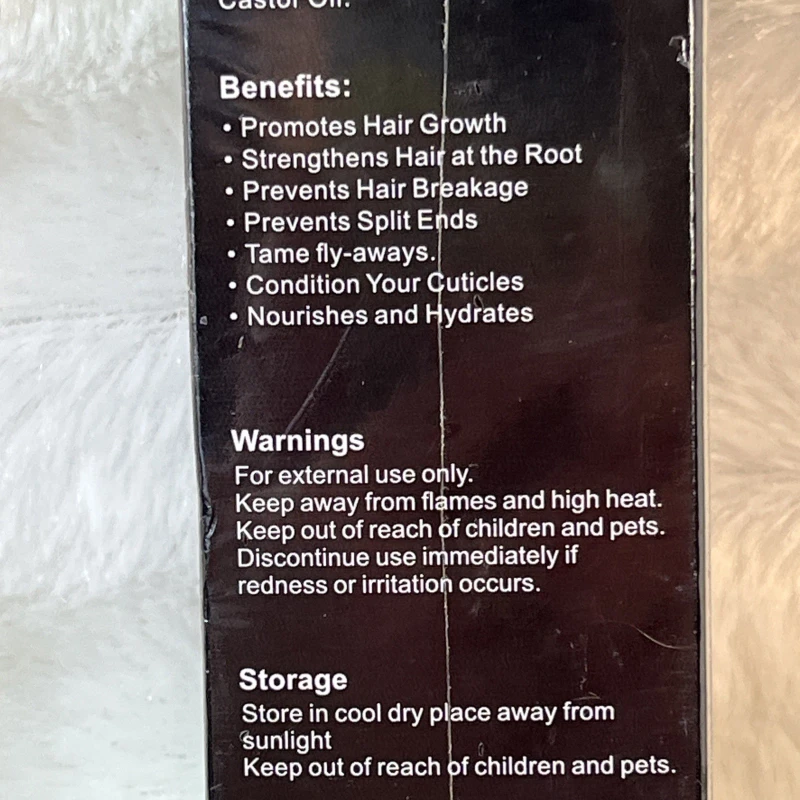 Castor Oil.
Benefits:
• Promotes Hair Growth
• Strengthens Hair at the Root
• Prevents Hair Breakage
• Prevents Split Ends
• Tame fly-aways.
• Condition Your Cuticles
• Nourishes and Hydrates
Warnings
For external use only.
Keep away from flames and high heat.
Keep out of reach of children and pets.
Discontinue use immediately if
redness or irritation occurs.
Storage
Store in cool dry place away from
sunlight
Keep out of reach of children and pets.